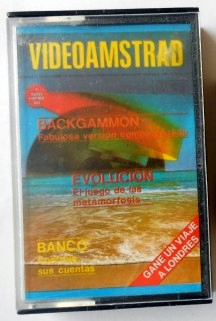 VIDEOAMSTRAD
BACKGAMMON
Fabulosa versión
EVOLUCION
El juego de las
metamorfosis
BANCO
sus cuentas
GANE UN VIAJE
A LONDRES